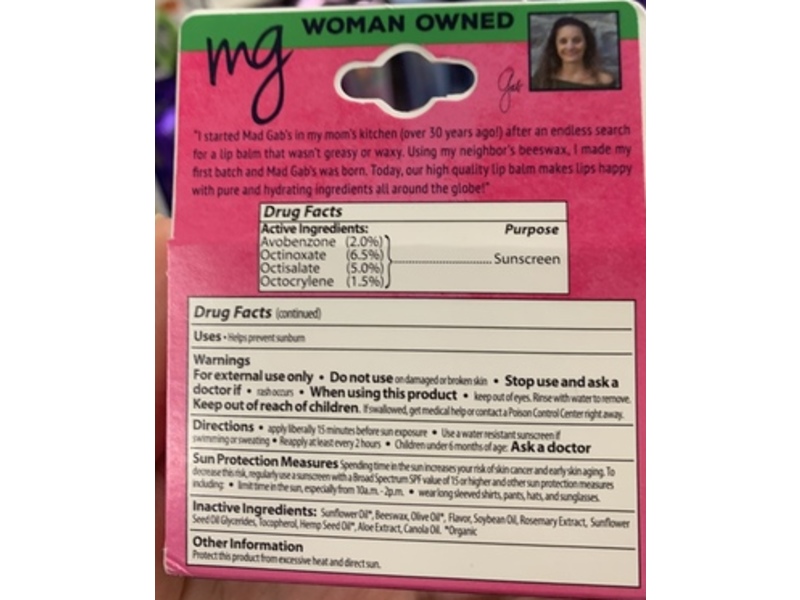 mg WOMAN OWNED
Gab
"I started Mad Gab's in my mom's kitchen (over 30 years ago!) after an endless search
for a lip balm that wasn't greasy or waxy. Using my neighbor's beeswax, I made my
first batch and Mad Gab's was born. Today, our high quality lip balm makes lips happy
with pure and hydrating ingredients all around the globe!"
Drug Facts
Active Ingredients: Purpose
Avobenzone (2.0%)
Octinoxate (6.5%)
Octisalate (5.0%)
Octocrylene (1.5%) Sunscreen
Drug Facts (continued)
Uses • Helps prevent sunburn
Warnings
For external use only • Do not use on damaged or broken skin • Stop use and ask a
doctor if • rash occurs • When using this product • keep out of eyes. Rinse with water to remove.
Keep out of reach of children. If swallowed, get medical help or contact a Poison Control Center right away.
Directions • apply liberally 15 minutes before sun exposure • Use a water resistant sunscreen if
swimming or sweating • Reapply at least every 2 hours • Children under 6 months of age: Ask a doctor
Sun Protection Measures Spending time in the sun increases your risk of skin cancer and early skin aging. To
decrease this risk, regularly use a sunscreen with a Broad Spectrum SPF value of 15 or higher and other sun protection measures
including: • limit time in the sun, especially from 10a.m. - 2p.m. • wear long sleeved shirts, pants, hats, and sunglasses.
Inactive Ingredients: Sunflower Oil*, Beeswax, Olive Oil*, Flavor, Soybean Oil, Rosemary Extract, Sunflower
Seed Oil Glycerides, Tocopherol, Hemp Seed Oil*, Aloe Extract, Canola Oil. *Organic
Other Information
Protect this product from excessive heat and direct sun.